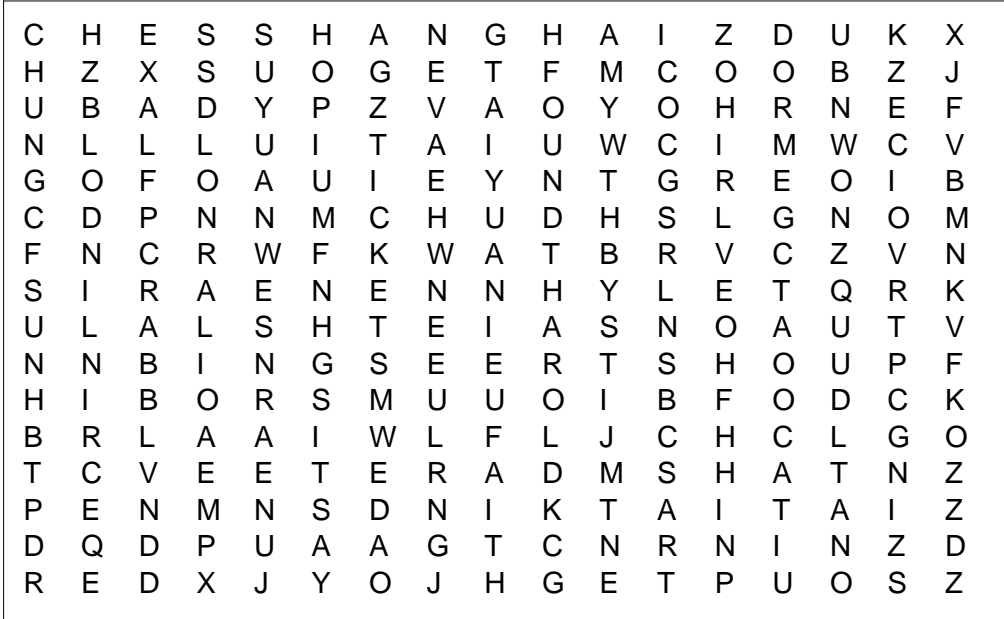 C H E S S H A N G H A I Z D U K X
H Z X S U O G E T F M C O O B Z J
U B A D Y P Z V A O Y O H R N E F
N L L L U I T A I U W C I M W C V
G O F O A U I E Y N T G R E O I B
C D P N N M C H U D H S L G N O M
F N C R W F K W A T B R V C Z V N
S I R A E N E N N H Y L E T Q R K
U L A L S H T E I A S N O A U T V
N N B I N G S E E R T S H O U P F
H I B O R S M U U O I B F O D C K
B R L A A I W L F L J C H C L G O
T C V E E T E R A D M S H A T N Z
P E N M N S D N I K T A I T A I Z
D Q D P U A A G T C N R N I N Z D
R E D X J Y O J H G E T P U O S Z